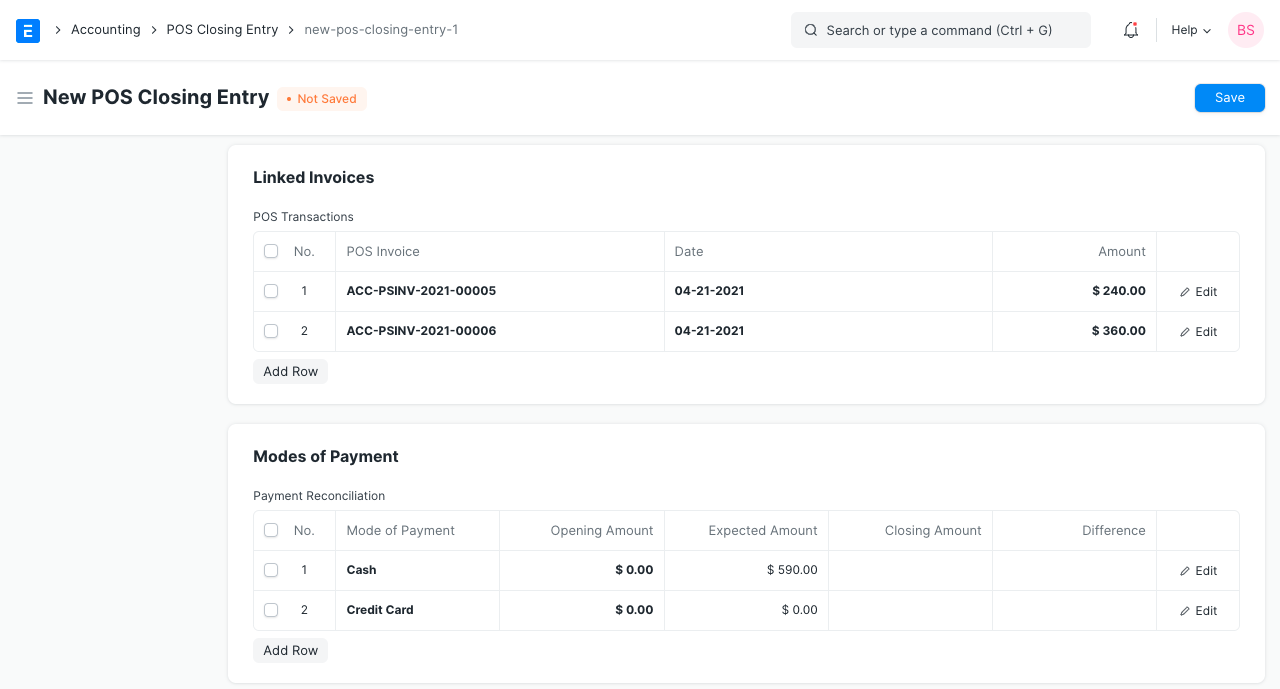 E Accounting POS Closing Entry new-pos-closing-entry-1 Search or type a command (Ctrl + G) Help BS
New POS Closing Entry • Not Saved Save
Linked Invoices
POS Transactions
No. POS Invoice Date Amount
1 ACC-PSINV-2021-00005 04-21-2021 $ 240.00 Edit
2 ACC-PSINV-2021-00006 04-21-2021 $ 360.00 Edit
Add Row
Modes of Payment
Payment Reconciliation
No. Mode of Payment Opening Amount Expected Amount Closing Amount Difference
1 Cash $ 0.00 $ 590.00 Edit
2 Credit Card $ 0.00 $ 0.00 Edit
Add Row